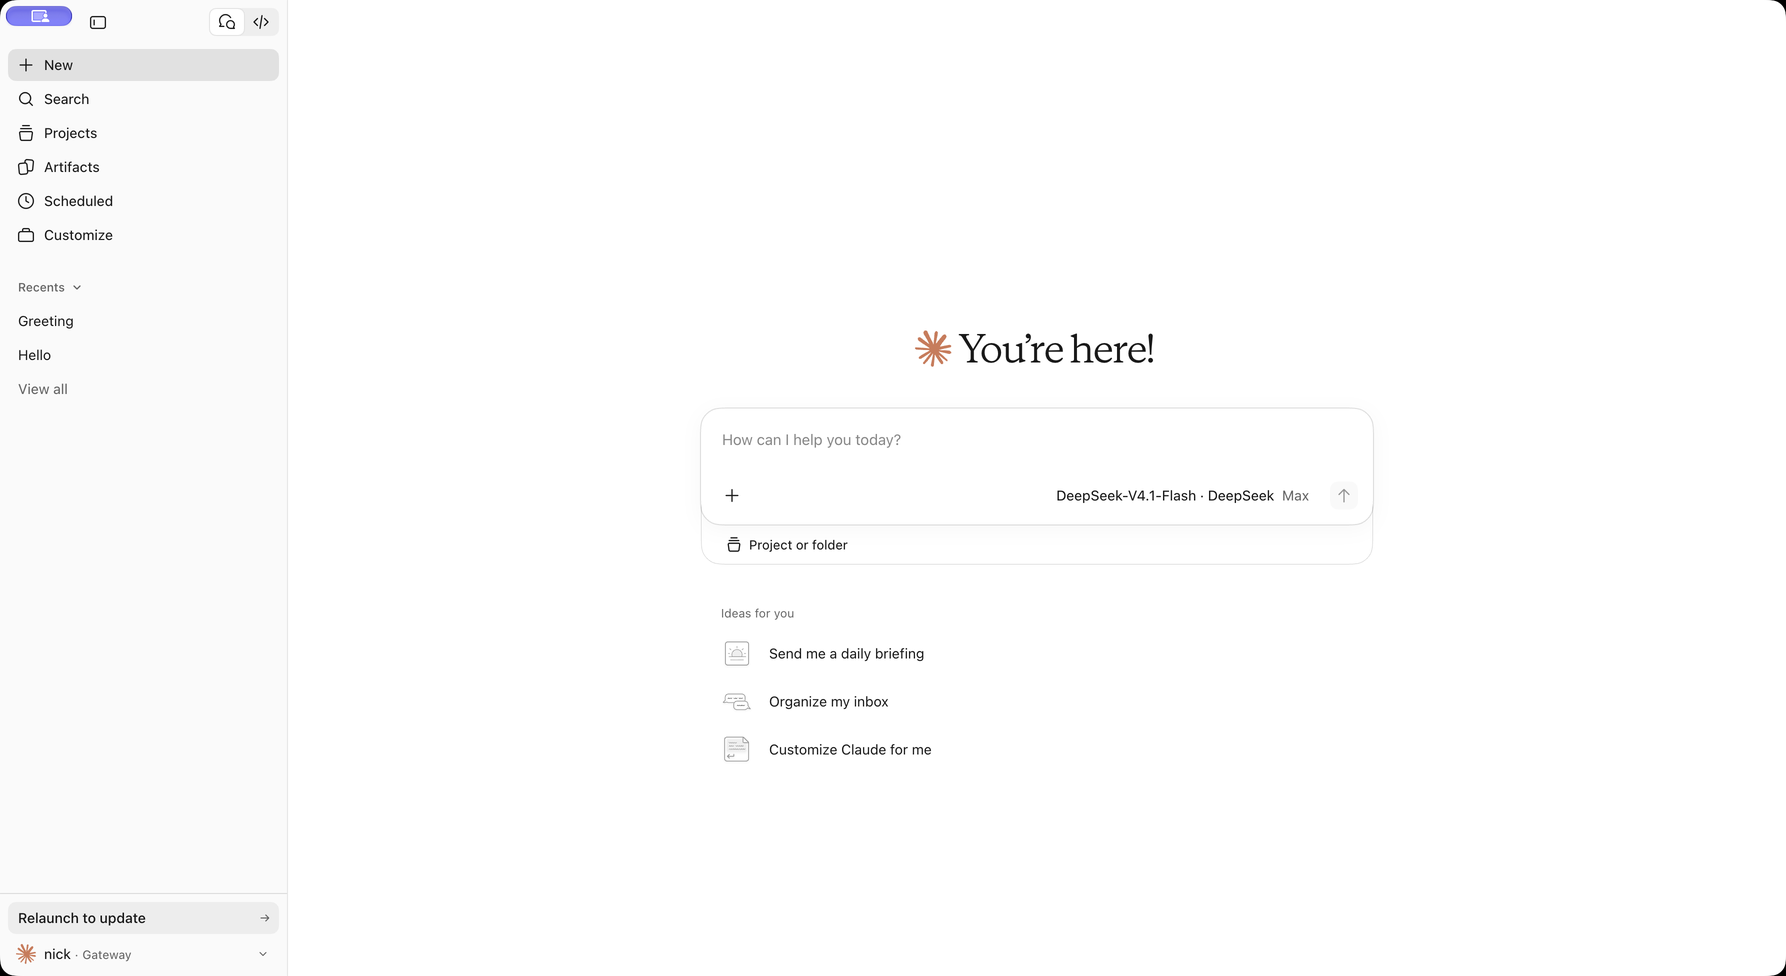 New
Search
Projects
Artifacts
Scheduled
Customize
Recents
Greeting
Hello
View all
Relaunch to update
nick · Gateway
You’re here!
How can I help you today?
DeepSeek-V4.1-Flash · DeepSeek Max
Project or folder
Ideas for you
Send me a daily briefing
Organize my inbox
Customize Claude for me